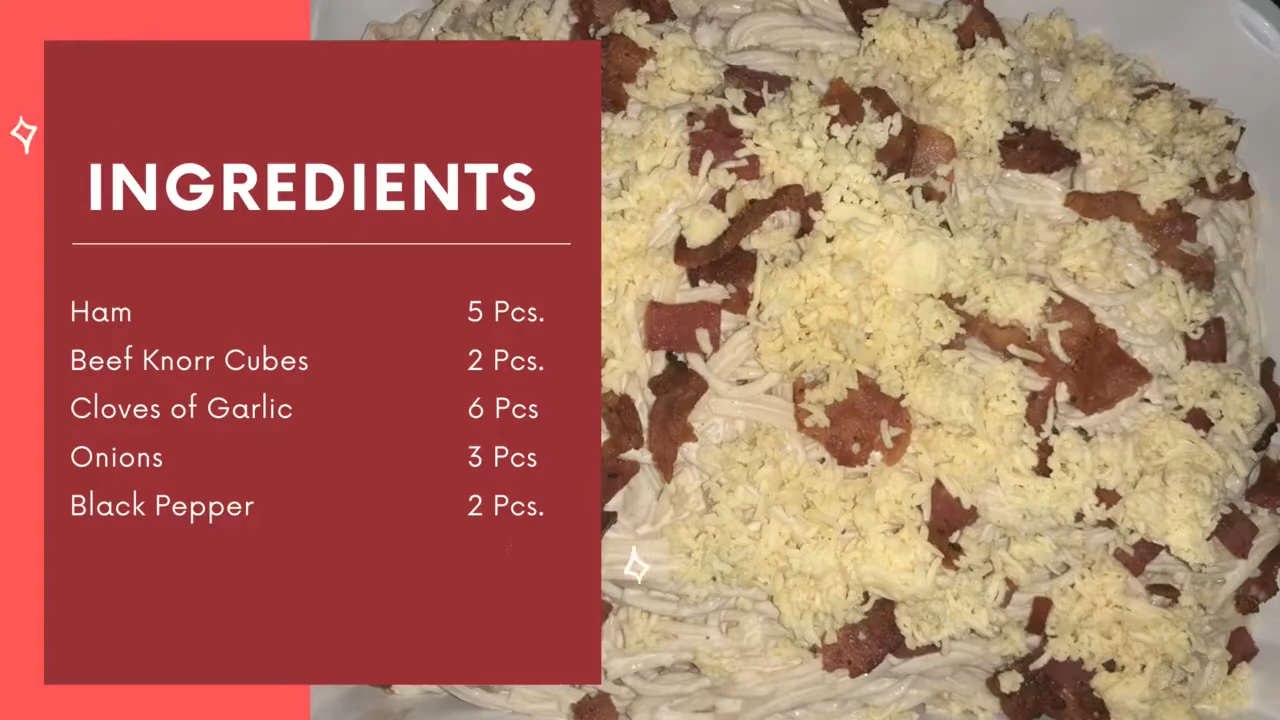 INGREDIENTS
Ham 5 Pcs.
Beef Knorr Cubes 2 Pcs.
Cloves of Garlic 6 Pcs
Onions 3 Pcs
Black Pepper 2 Pcs.